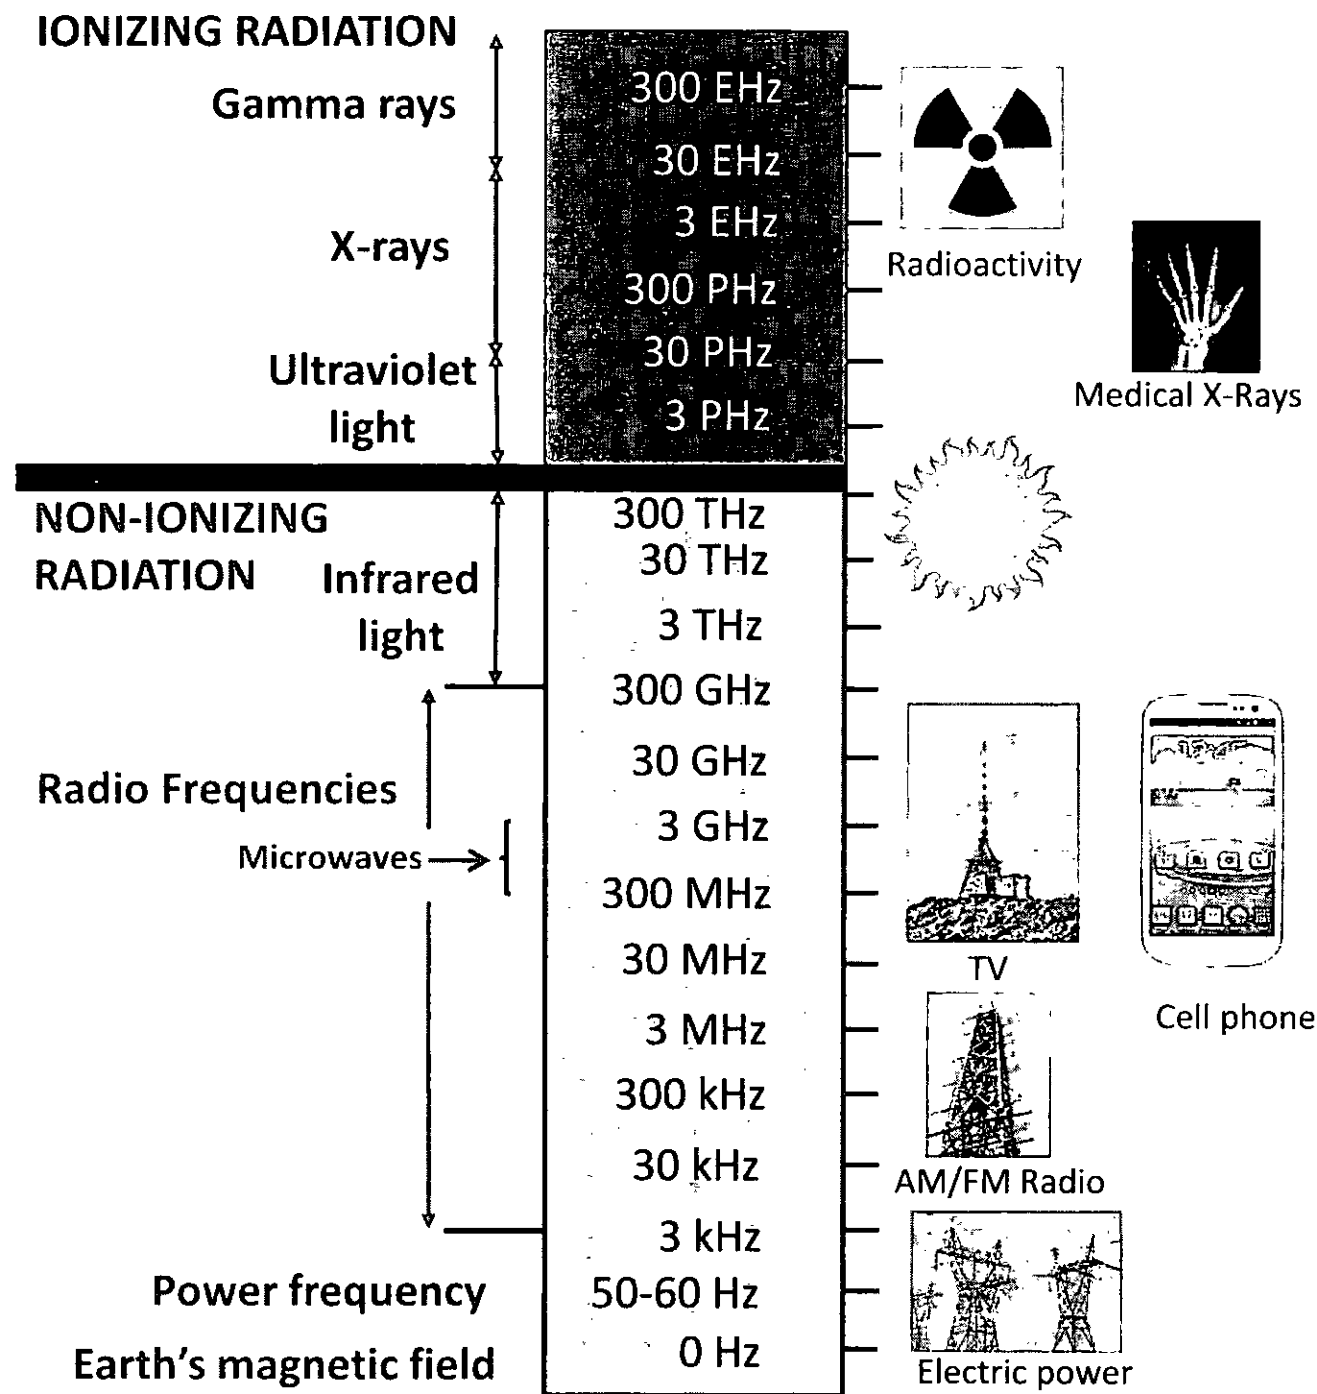 IONIZING RADIATION
Gamma rays
X-rays
Ultraviolet
light
NON-IONIZING
RADIATION
Infrared
light
Radio Frequencies
Microwaves
Power frequency
Earth's magnetic field
300 EHz
30 EHz
3 EHz
300 PHz
30 PHz
3 PHz
300 THz
30 THz
3 THz
300 GHz
30 GHz
3 GHz
300 MHz
30 MHz
3 MHz
300 kHz
30 kHz
3 kHz
50-60 Hz
0 Hz
Radioactivity
Medical X-Rays
TV
Cell phone
AM/FM Radio
Electric power